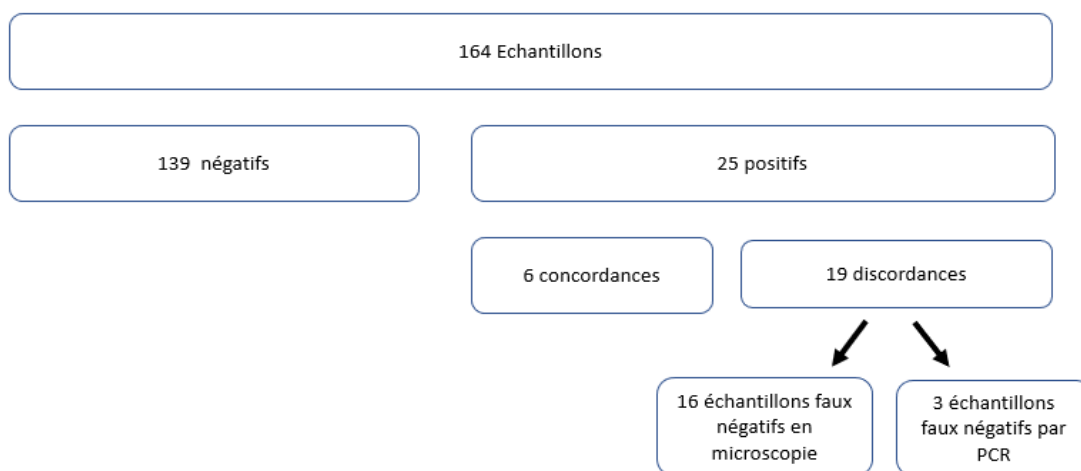 164 Echantillons
139 négatifs
25 positifs
6 concordances
19 discordances
16 échantillons faux
négatifs en
microscopie
3 échantillons
faux négatifs par
PCR